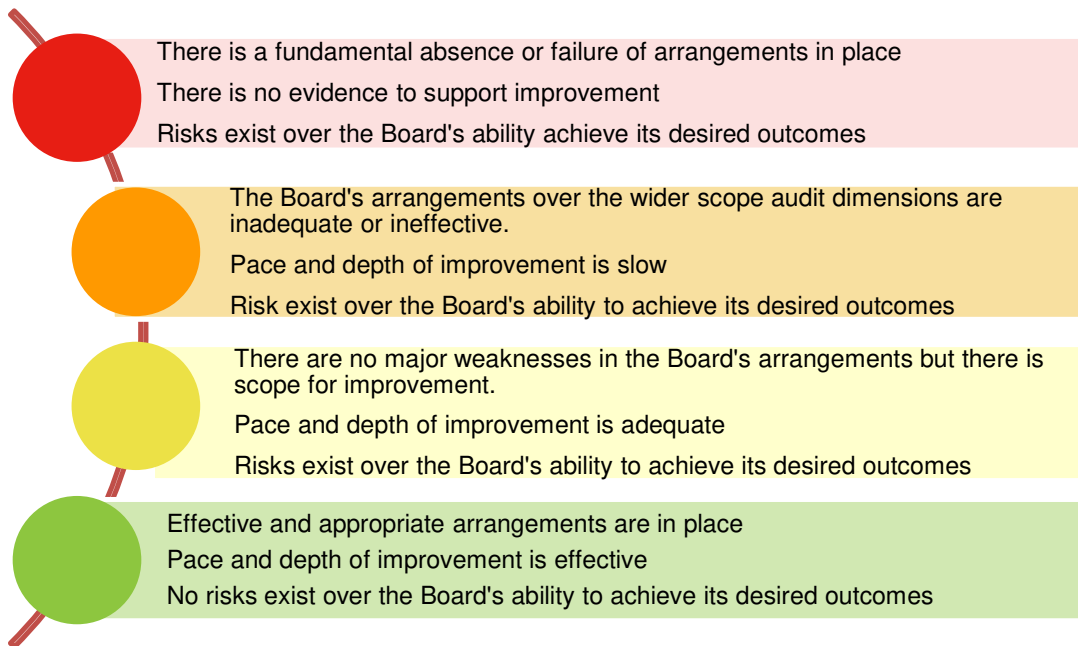 There is a fundamental absence or failure of arrangements in place
There is no evidence to support improvement
Risks exist over the Board's ability achieve its desired outcomes
The Board's arrangements over the wider scope audit dimensions are
inadequate or ineffective.
Pace and depth of improvement is slow
Risk exist over the Board's ability to achieve its desired outcomes
There are no major weaknesses in the Board's arrangements but there is
scope for improvement.
Pace and depth of improvement is adequate
Risks exist over the Board's ability to achieve its desired outcomes
Effective and appropriate arrangements are in place
Pace and depth of improvement is effective
No risks exist over the Board's ability to achieve its desired outcomes